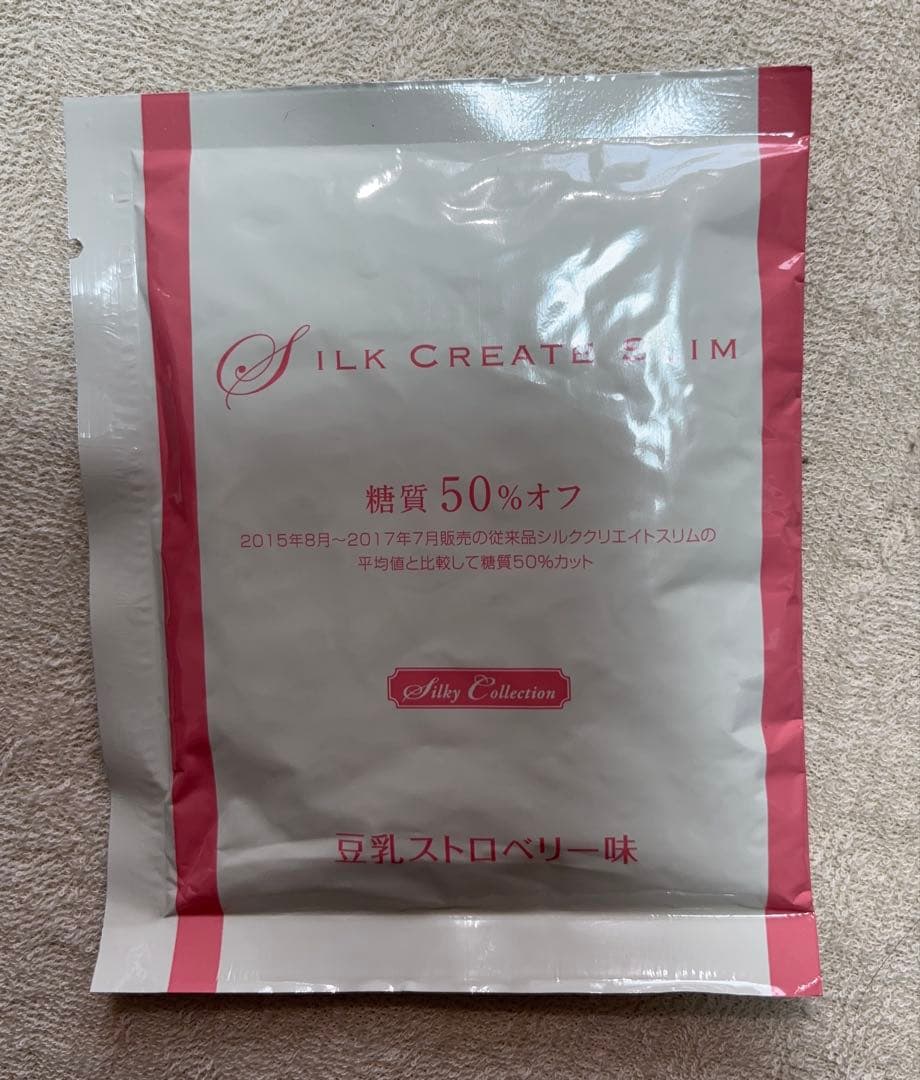 SILK CREATE SLIM
糖質 50%オフ
2015年8月~2017年7月販売の従来品シルククリエイトスリムの
平均値と比較して糖質50%カット
Silky Collection
豆乳ストロベリー味